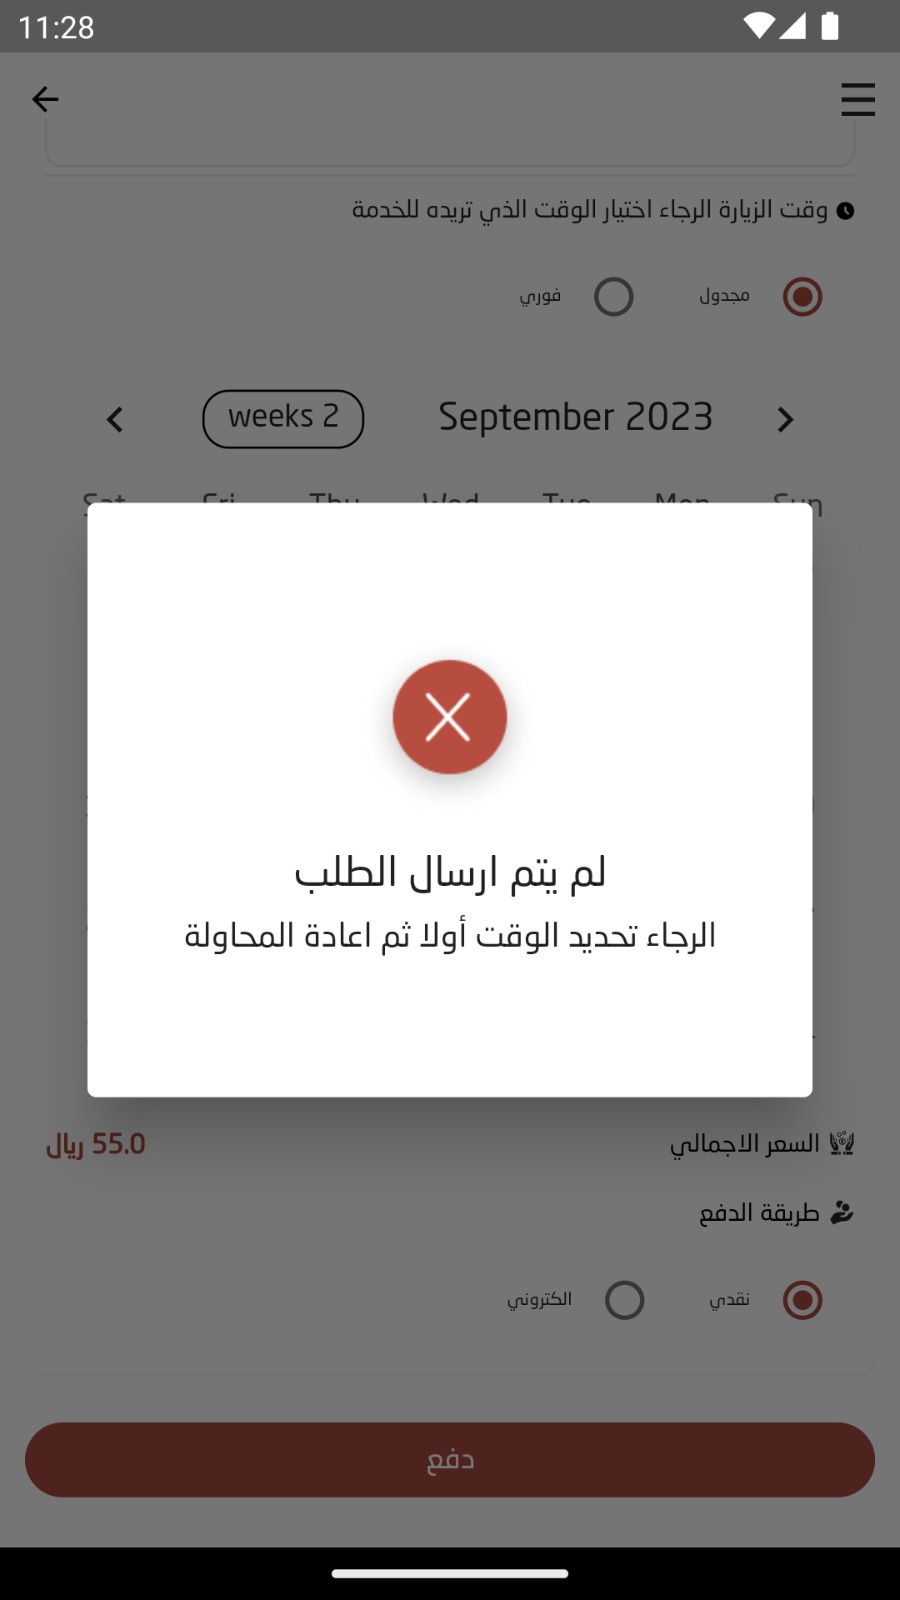 11:28
وقت الزيارة الرجاء اختيار الوقت الذي تريده للخدمة
مجدول
فوري
September 2023
weeks 2
Sun Mon Tue Wed Thu Fri Sat
لم يتم ارسال الطلب
الرجاء تحديد الوقت أولا ثم اعادة المحاولة
السعر الاجمالي
55.0 ريال
طريقة الدفع
نقدي
الكتروني
دفع